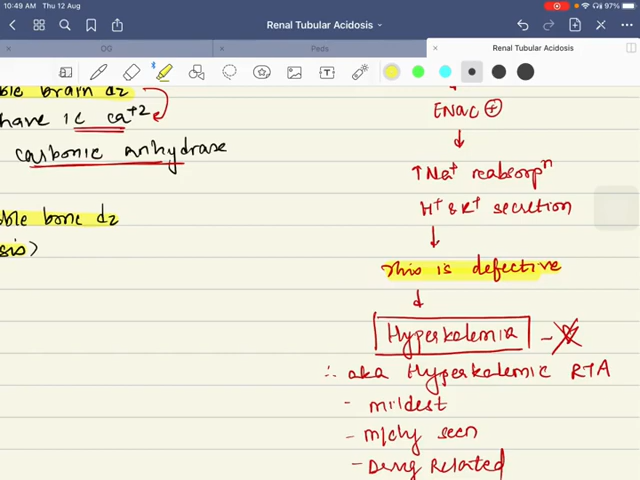 10:49 AM Thu 12 Aug
97%
Renal Tubular Acidosis
OG
Peds
Renal Tubular Acidosis
ble brain dz
have ic ca+2
carbonic anhydrase
ble bone dz
sis)
ENac +
↓
↑Na+ reabsorpn
H+ & K+ secretion
↓
This is defective
↓
Hyperkalemia -
∴ aka Hyperkalemic RTA
- mildest
- m/cly seen
- Drug Related